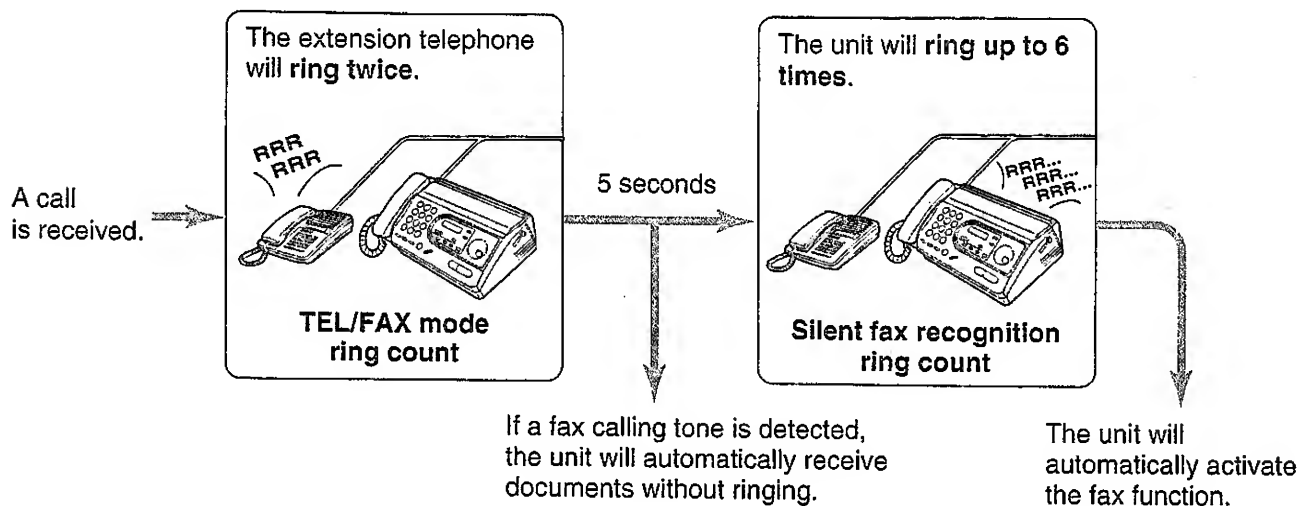 The extension telephone
will ring twice.
RRR
RRR
TEL/FAX mode
ring count
A call
is received.
5 seconds
The unit will ring up to 6
times.
RRR...
RRR...
RRR...
Silent fax recognition
ring count
If a fax calling tone is detected,
the unit will automatically receive
documents without ringing.
The unit will
automatically activate
the fax function.